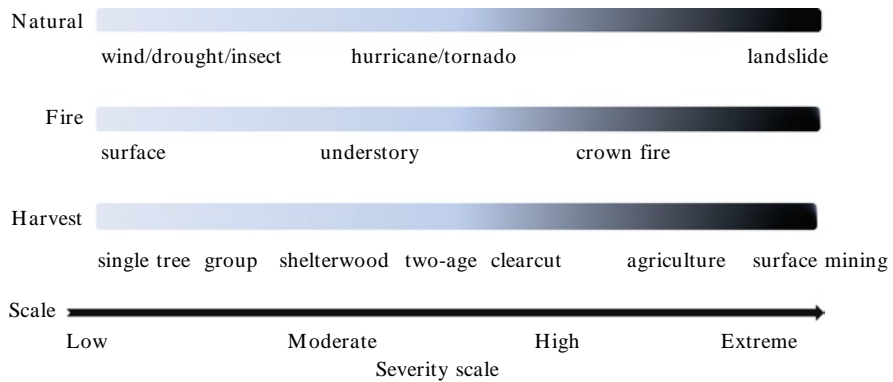 Natural
wind/drought/insect hurricane/tornado landslide
Fire
surface understory crown fire
Harvest
single tree group shelterwood two-age clearcut agriculture surface mining
Scale
Low Moderate High Extreme
Severity scale